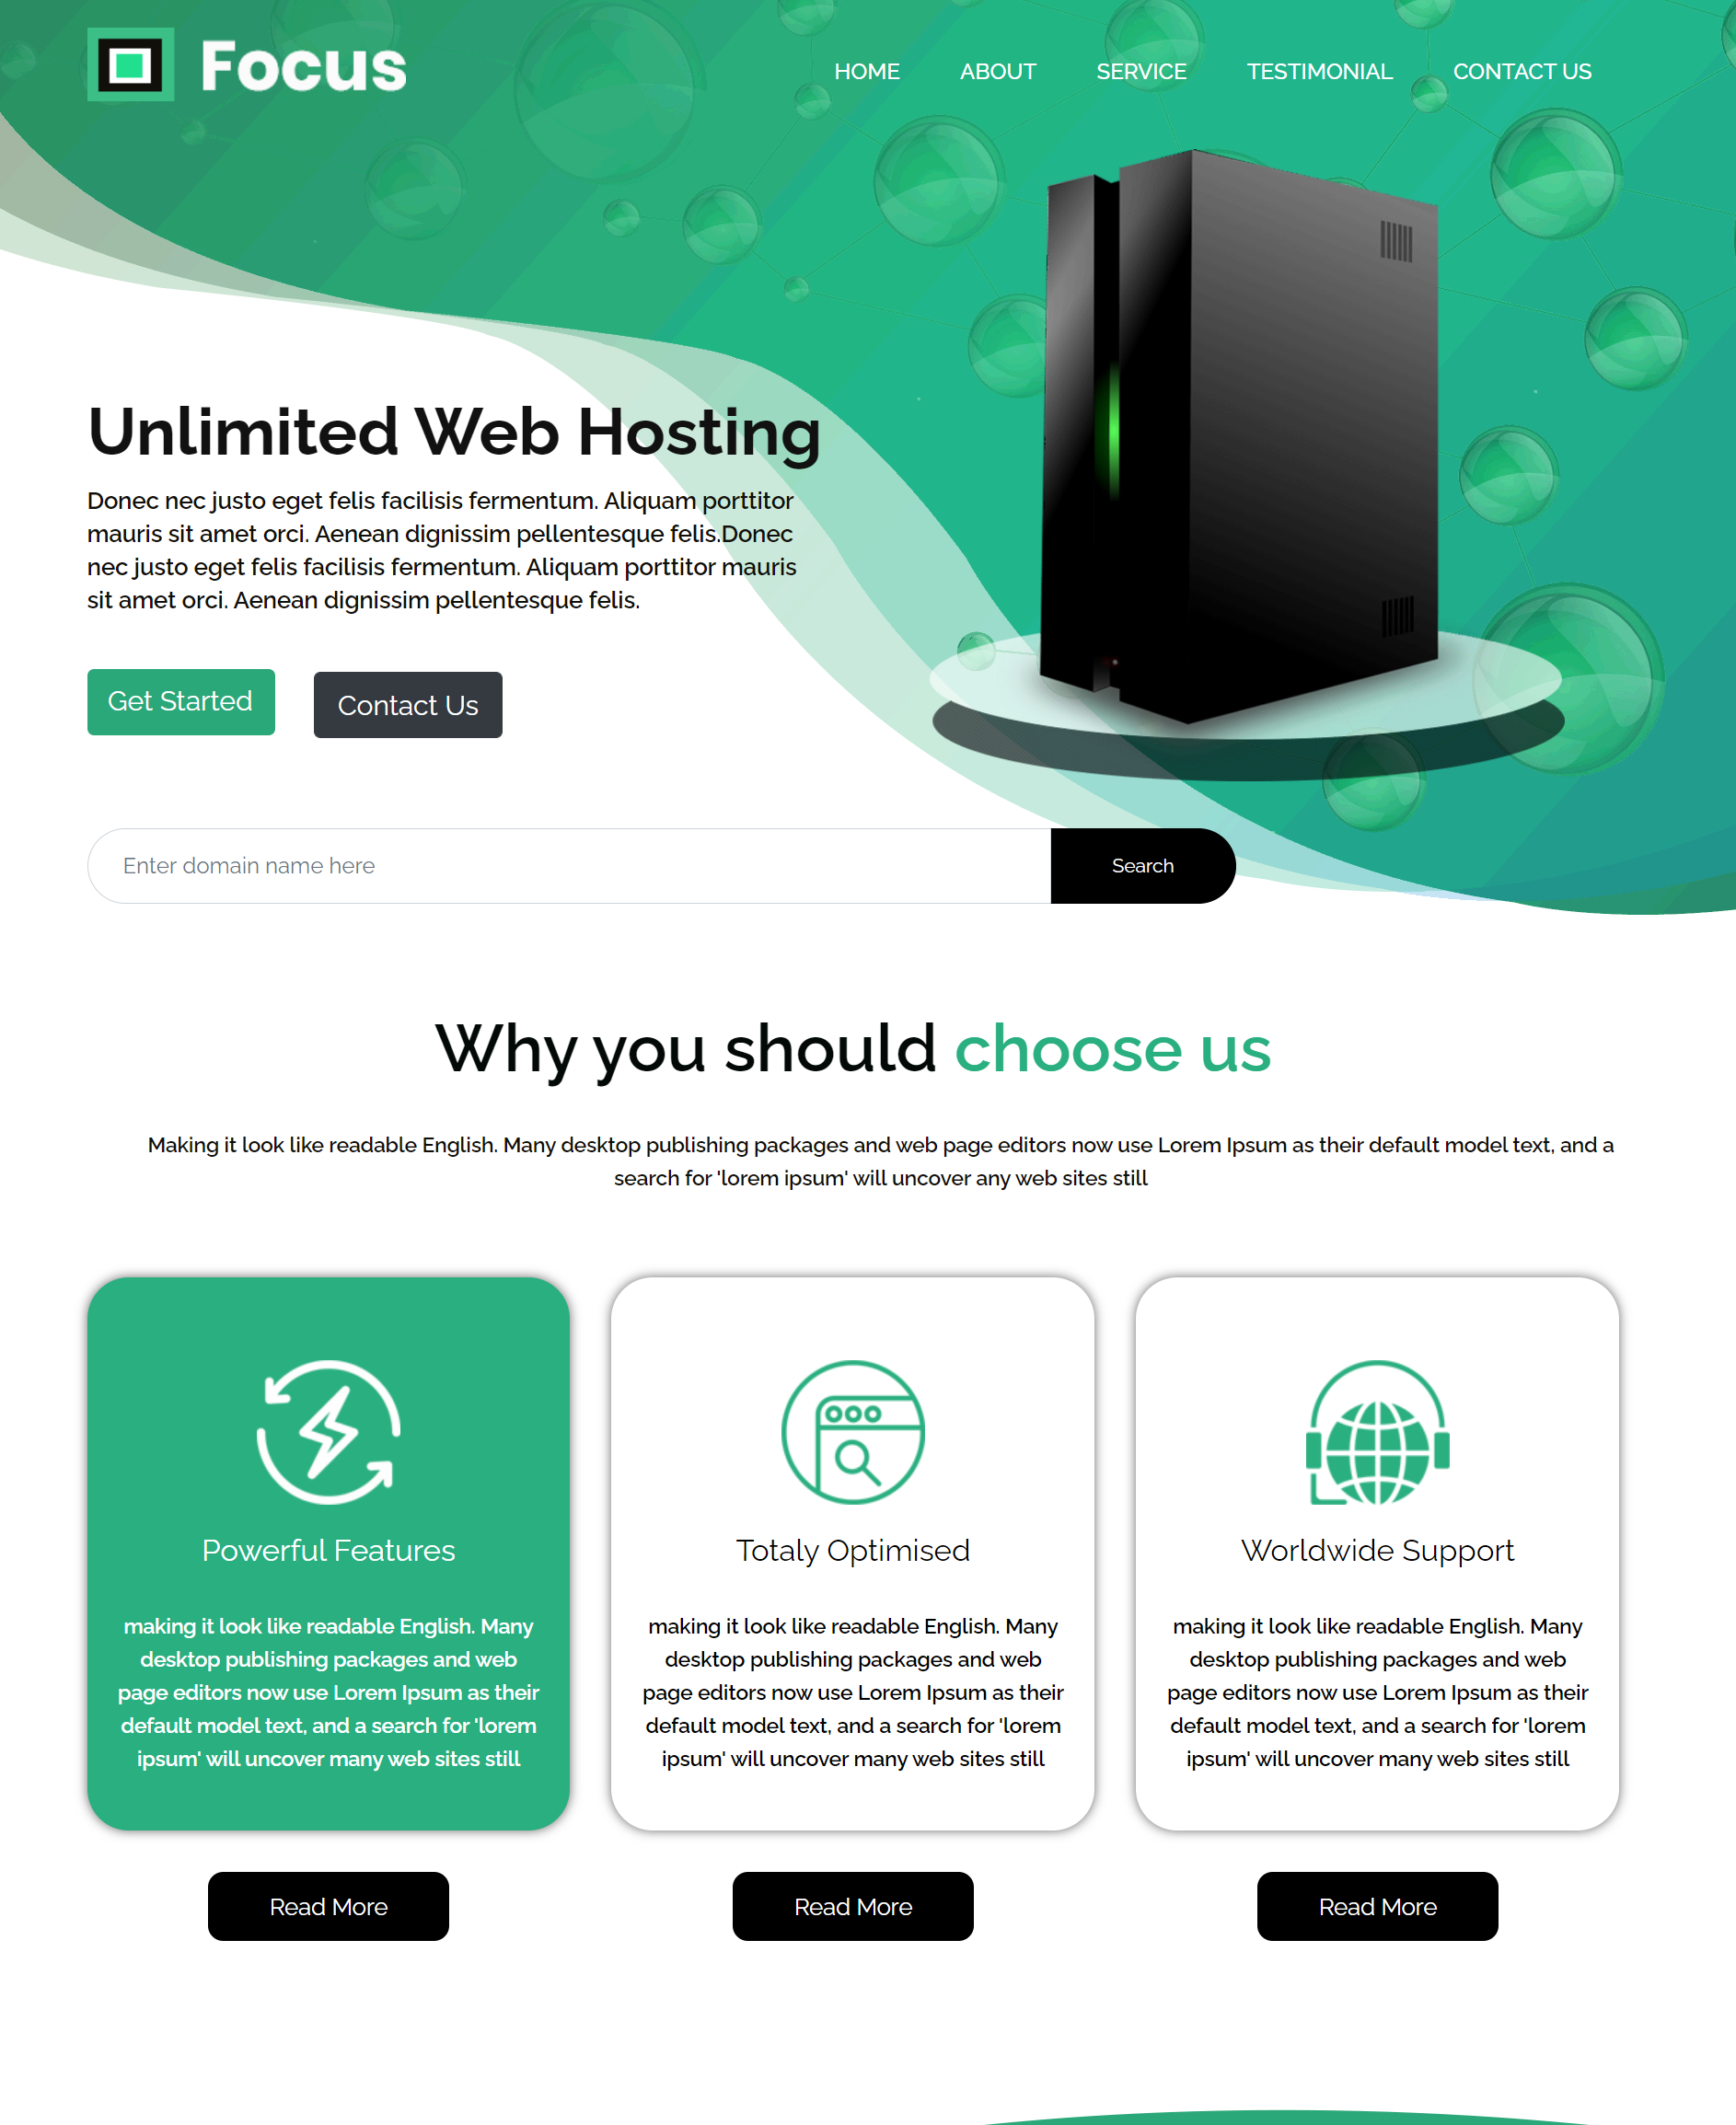 Focus
HOME ABOUT SERVICE TESTIMONIAL CONTACT US
Unlimited Web Hosting
Donec nec justo eget felis facilisis fermentum. Aliquam porttitor
mauris sit amet orci. Aenean dignissim pellentesque felis.Donec
nec justo eget felis facilisis fermentum. Aliquam porttitor mauris
sit amet orci. Aenean dignissim pellentesque felis.
Get Started
Contact Us
Enter domain name here
Search
Why you should choose us
Making it look like readable English. Many desktop publishing packages and web page editors now use Lorem Ipsum as their default model text, and a
search for 'lorem ipsum' will uncover any web sites still
Powerful Features
making it look like readable English. Many
desktop publishing packages and web
page editors now use Lorem Ipsum as their
default model text, and a search for 'lorem
ipsum' will uncover many web sites still
Read More
Totaly Optimised
making it look like readable English. Many
desktop publishing packages and web
page editors now use Lorem Ipsum as their
default model text, and a search for 'lorem
ipsum' will uncover many web sites still
Read More
Worldwide Support
making it look like readable English. Many
desktop publishing packages and web
page editors now use Lorem Ipsum as their
default model text, and a search for 'lorem
ipsum' will uncover many web sites still
Read More